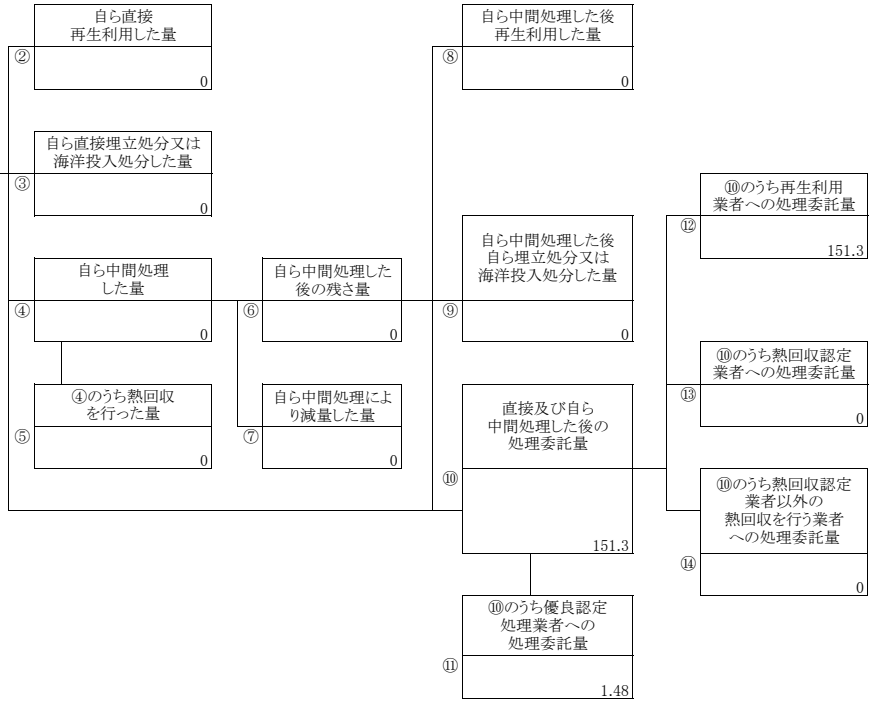 自ら直接
再生利用した量
②
0
自ら直接埋立処分又は
海洋投入処分した量
③
0
自ら中間処理
した量
④
0
④のうち熱回収
を行った量
⑤
0
自ら中間処理した
後の残さ量
⑥
0
自ら中間処理によ
り減量した量
⑦
0
自ら中間処理した後
再生利用した量
⑧
0
自ら中間処理した後
自ら埋立処分又は
海洋投入処分した量
⑨
0
直接及び自ら
中間処理した後の
処理委託量
⑩
151.3
⑩のうち優良認定
処理業者への
処理委託量
⑪
1.48
⑩のうち再生利用
業者への処理委託量
⑫
151.3
⑩のうち熱回収認定
業者への処理委託量
⑬
0
⑩のうち熱回収認定
業者以外の
熱回収を行う業者
への処理委託量
⑭
0